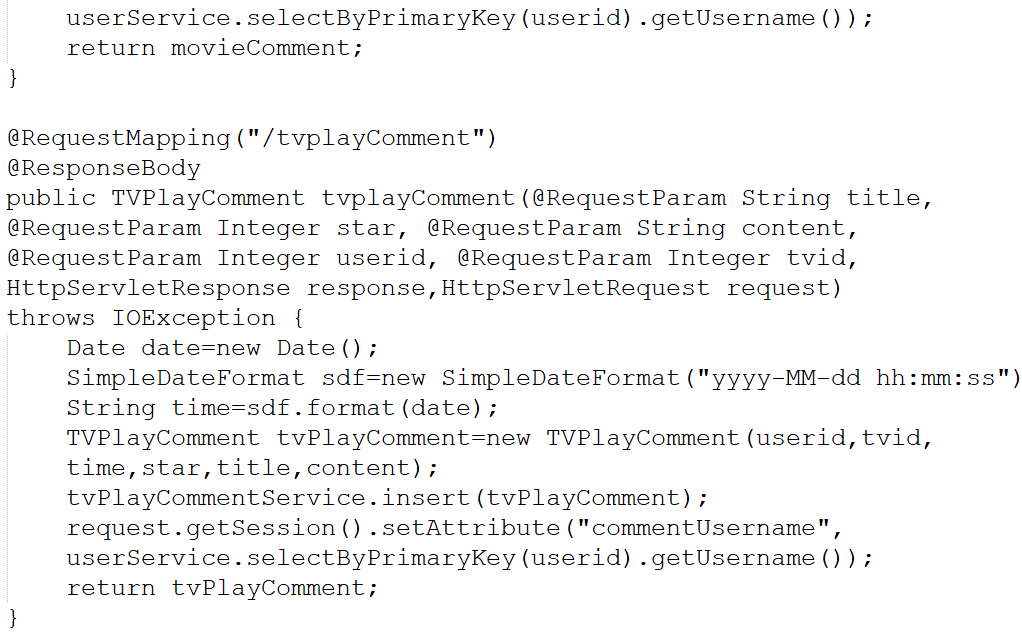 userService.selectByPrimaryKey(userid).getUsername());
return movieComment;
}
@RequestMapping("/tvplayComment")
@ResponseBody
public TVPlayComment tvplayComment(@RequestParam String title,
@RequestParam Integer star, @RequestParam String content,
@RequestParam Integer userid, @RequestParam Integer tvid,
HttpServletResponse response,HttpServletRequest request)
throws IOException {
Date date=new Date();
SimpleDateFormat sdf=new SimpleDateFormat("yyyy-MM-dd hh:mm:ss")
String time=sdf.format(date);
TVPlayComment tvPlayComment=new TVPlayComment(userid,tvid,
time,star,title,content);
tvPlayCommentService.insert(tvPlayComment);
request.getSession().setAttribute("commentUsername",
userService.selectByPrimaryKey(userid).getUsername());
return tvPlayComment;
}